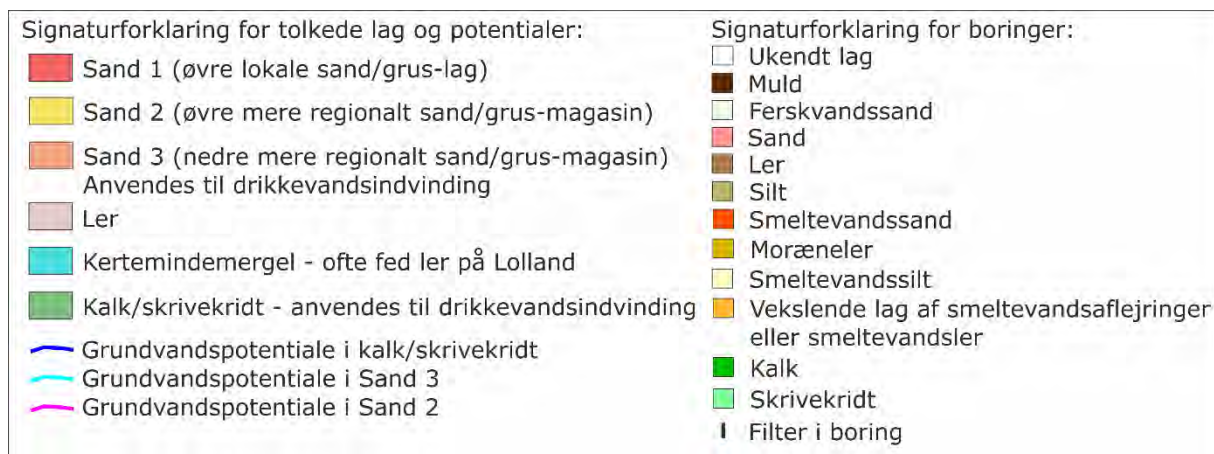 Signaturforklaring for tolkede lag og potentialer:
Sand 1 (øvre lokale sand/grus-lag)
Sand 2 (øvre mere regionalt sand/grus-magasin)
Sand 3 (nedre mere regionalt sand/grus-magasin)
Anvendes til drikkevandsindvinding
Ler
Kertemindemergel - ofte fed ler på Lolland
Kalk/skrivekridt - anvendes til drikkevandsindvinding
Grundvandspotentiale i kalk/skrivekridt
Grundvandspotentiale i Sand 3
Grundvandspotentiale i Sand 2
Signaturforklaring for boringer:
Ukendt lag
Muld
Ferskvandssand
Sand
Ler
Silt
Smeltevandssand
Moræneler
Smeltevandssilt
Vekslende lag af smeltevandsaflejringer
eller smeltevandsler
Kalk
Skrivekridt
Filter i boring